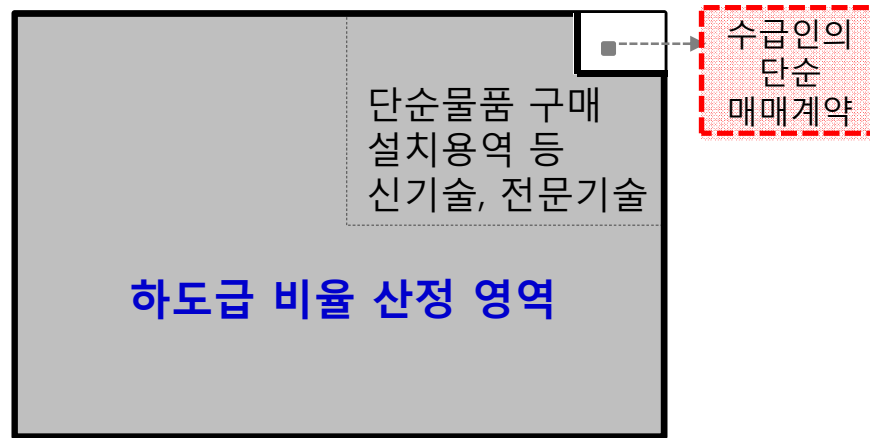 수급인의
단순
매매계약
단순물품 구매
설치용역 등
신기술, 전문기술
하도급 비율 산정 영역